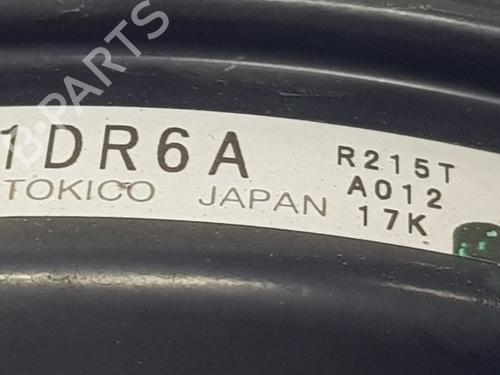 1DR6A
TOKICO JAPAN
R215T
A012
17K
B-PARTS